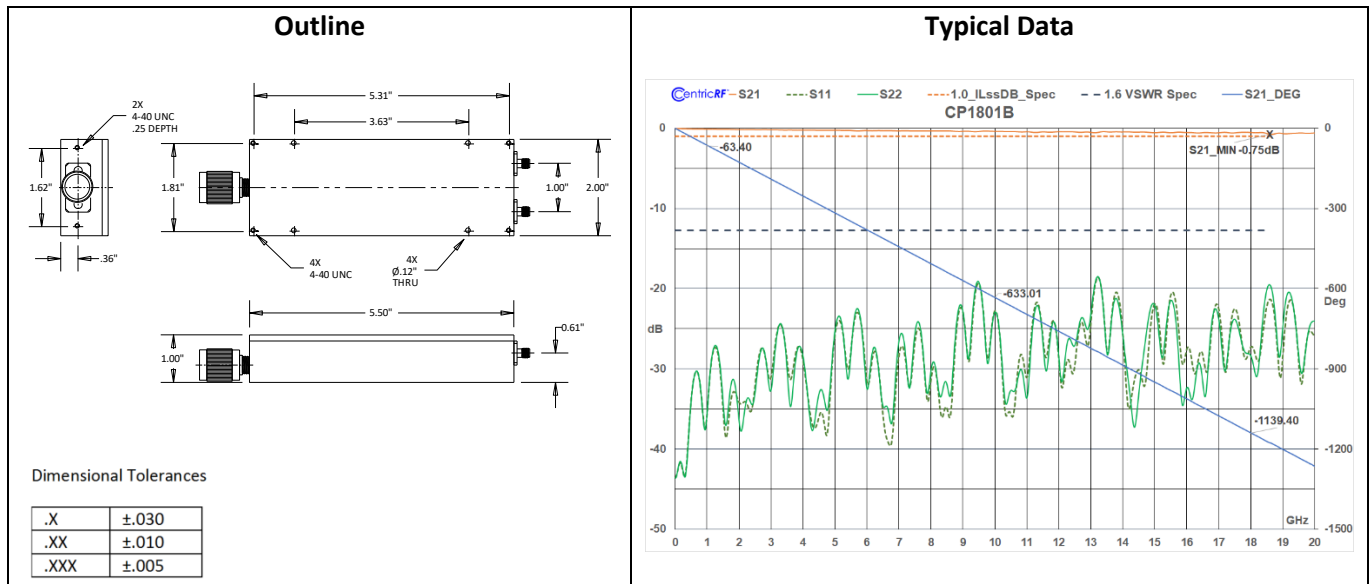 Outline
5.31"
3.63"
2X
4-40 UNC
.25 DEPTH
1.62"
1.81"
1.00"
2.00"
.36"
4X
4-40 UNC
4X
Ø.12"
THRU
5.50"
1.00"
0.61"
Dimensional Tolerances
.X ±.030
.XX ±.010
.XXX ±.005
Typical Data
CentricRF S21 S11 S22 1.0_ILssDB_Spec 1.6 VSWR Spec S21_DEG
CP1801B
0
-10
-20
dB
-30
-40
-50
-63.40
X
S21_MIN -0.75dB
-633.01
-1139.40
0
-300
-600
Deg
-900
-1200
-1500
GHz
0 1 2 3 4 5 6 7 8 9 10 11 12 13 14 15 16 17 18 19 20